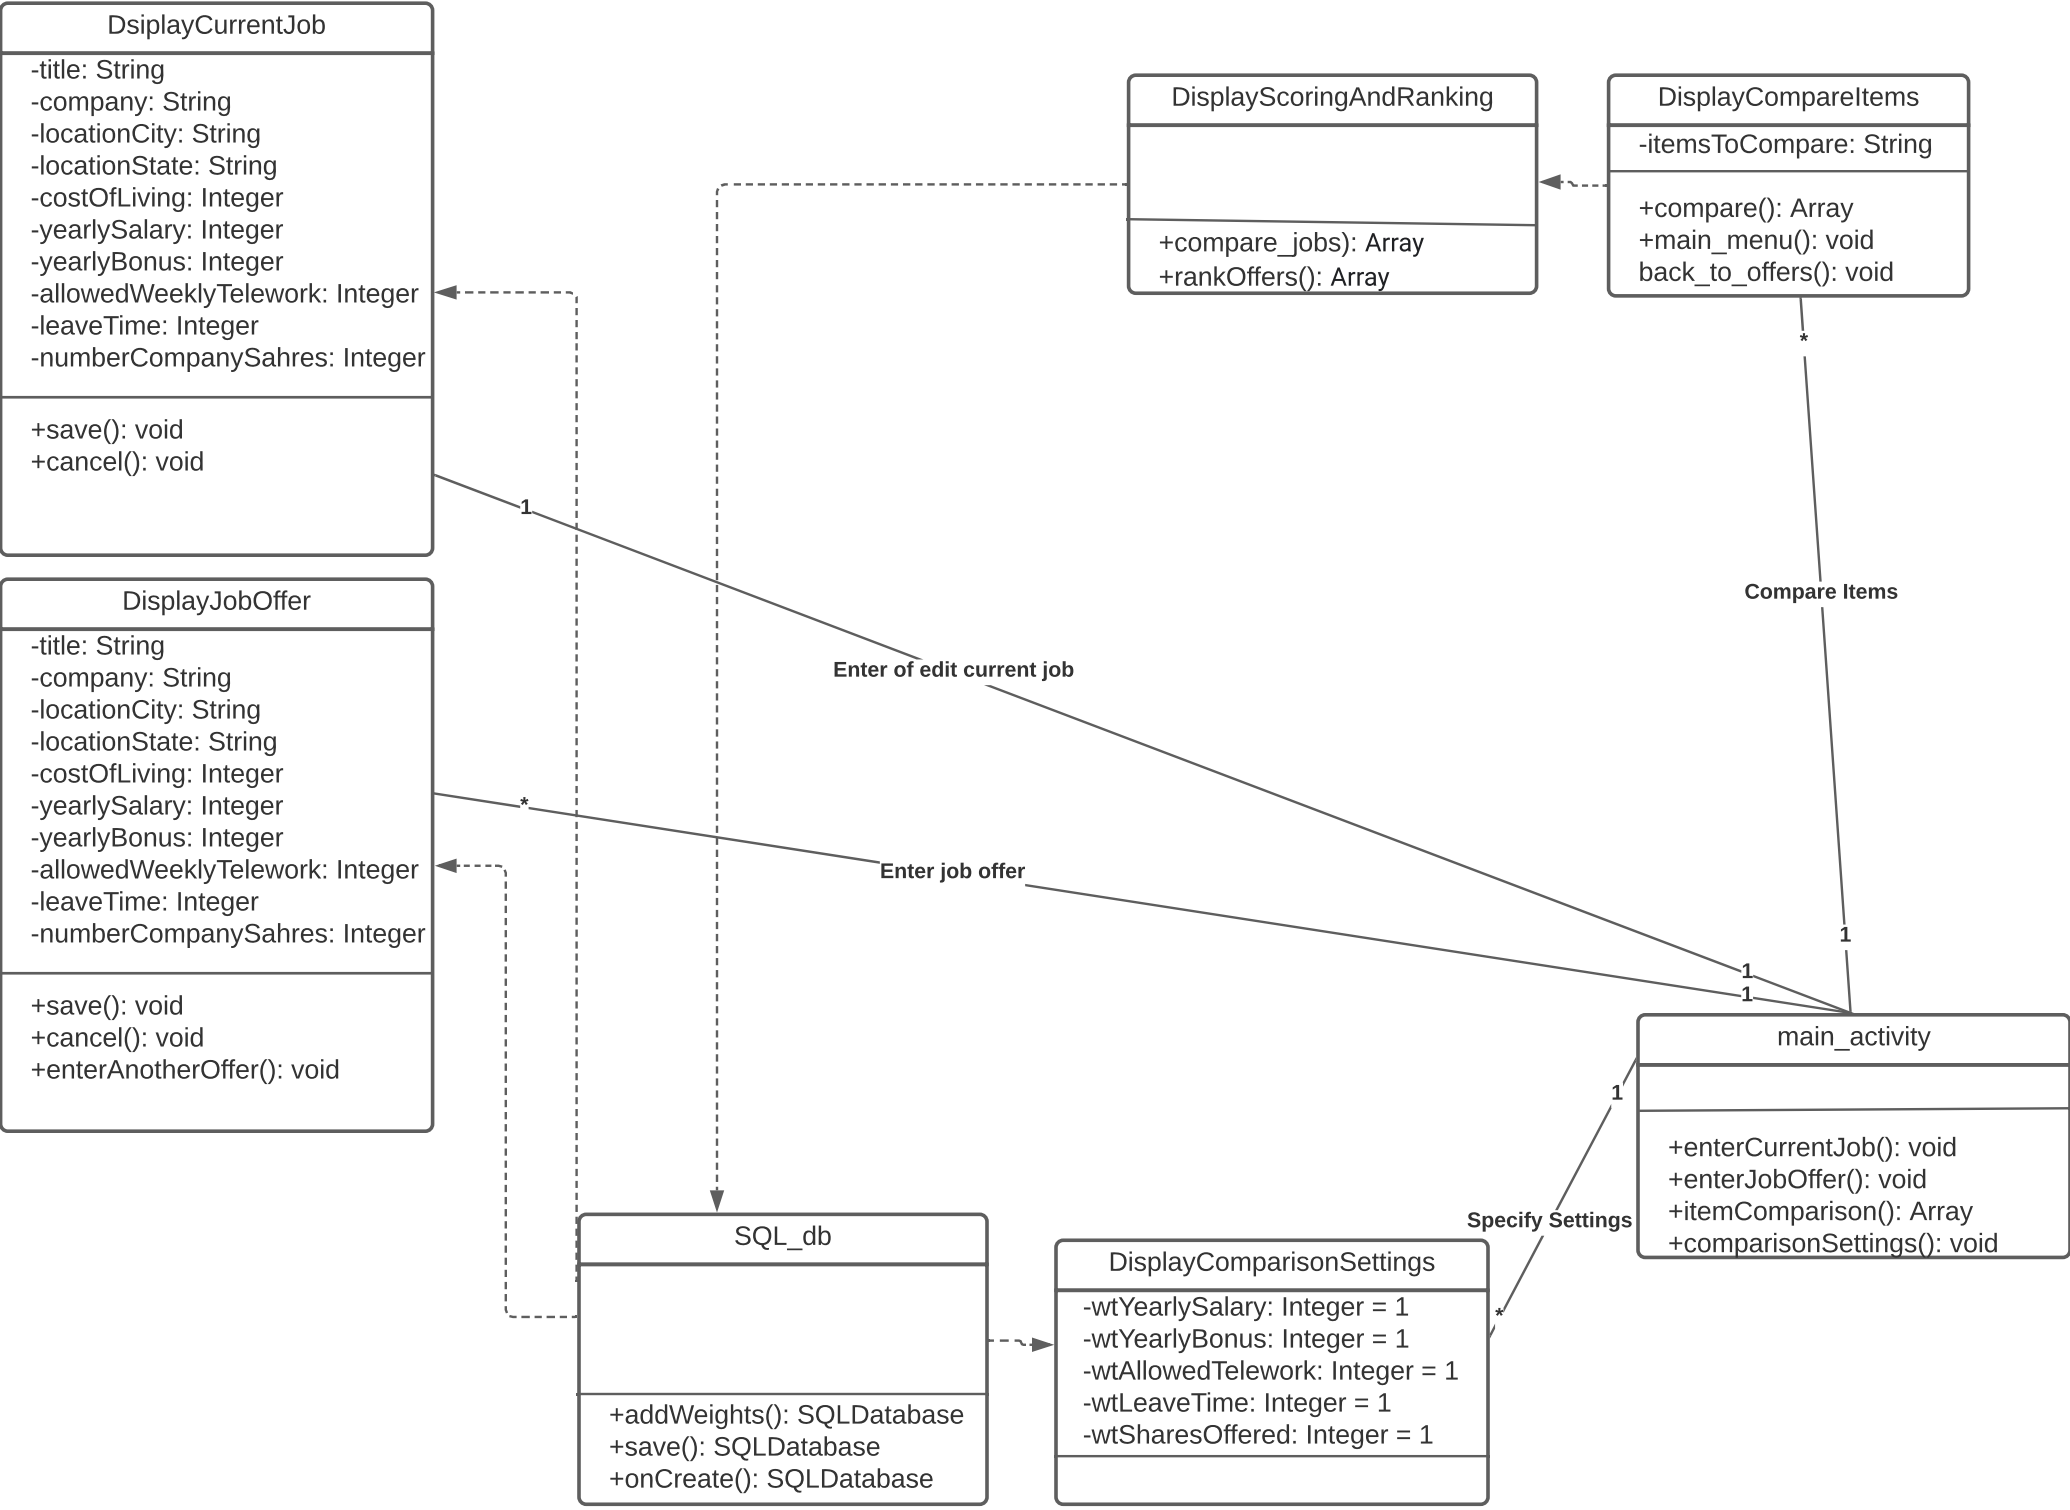 DsiplayCurrentJob
-title: String
-company: String
-locationCity: String
-locationState: String
-costOfLiving: Integer
-yearlySalary: Integer
-yearlyBonus: Integer
-allowedWeeklyTelework: Integer
-leaveTime: Integer
-numberCompanySahres: Integer
+save(): void
+cancel(): void
DisplayScoringAndRanking
+compare_jobs): Array
+rankOffers(): Array
DisplayCompareItems
-itemsToCompare: String
+compare(): Array
+main_menu(): void
back_to_offers(): void
*
Compare Items
1
1
Enter of edit current job
1
DisplayJobOffer
-title: String
-company: String
-locationCity: String
-locationState: String
-costOfLiving: Integer
-yearlySalary: Integer
-yearlyBonus: Integer
-allowedWeeklyTelework: Integer
-leaveTime: Integer
-numberCompanySahres: Integer
+save(): void
+cancel(): void
+enterAnotherOffer(): void
*
Enter job offer
1
main_activity
+enterCurrentJob(): void
+enterJobOffer(): void
+itemComparison(): Array
+comparisonSettings(): void
1
Specify Settings
*
SQL_db
+addWeights(): SQLDatabase
+save(): SQLDatabase
+onCreate(): SQLDatabase
DisplayComparisonSettings
-wtYearlySalary: Integer = 1
-wtYearlyBonus: Integer = 1
-wtAllowedTelework: Integer = 1
-wtLeaveTime: Integer = 1
-wtSharesOffered: Integer = 1